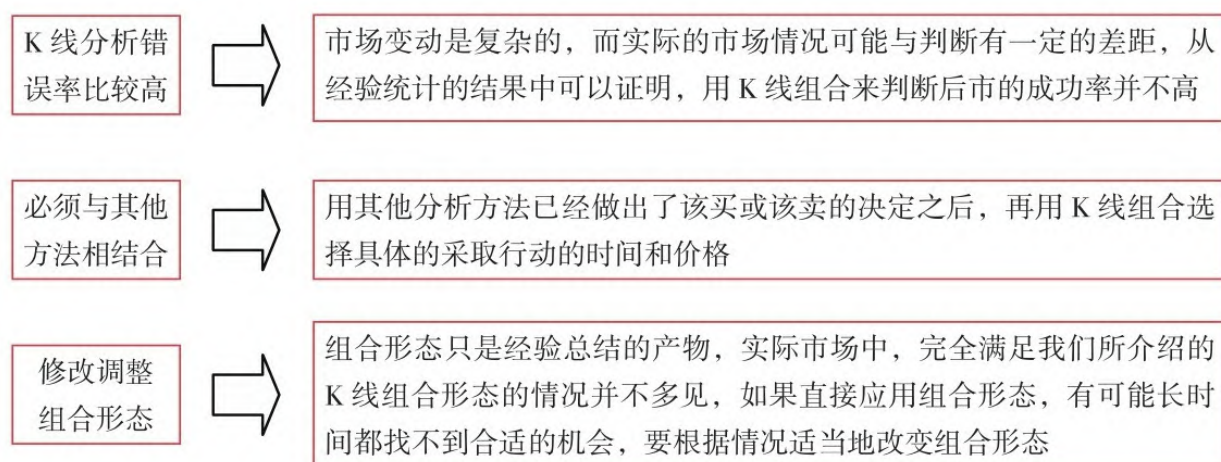 K 线分析错
误率比较高
市场变动是复杂的，而实际的市场情况可能与判断有一定的差距，从
经验统计的结果中可以证明，用 K 线组合来判断后市的成功率并不高
必须与其他
方法相结合
用其他分析方法已经做出了该买或该卖的决定之后，再用 K 线组合选
择具体的采取行动的时间和价格
修改调整
组合形态
组合形态只是经验总结的产物，实际市场中，完全满足我们所介绍的
K 线组合形态的情况并不多见，如果直接应用组合形态，有可能长时
间都找不到合适的机会，要根据情况适当地改变组合形态